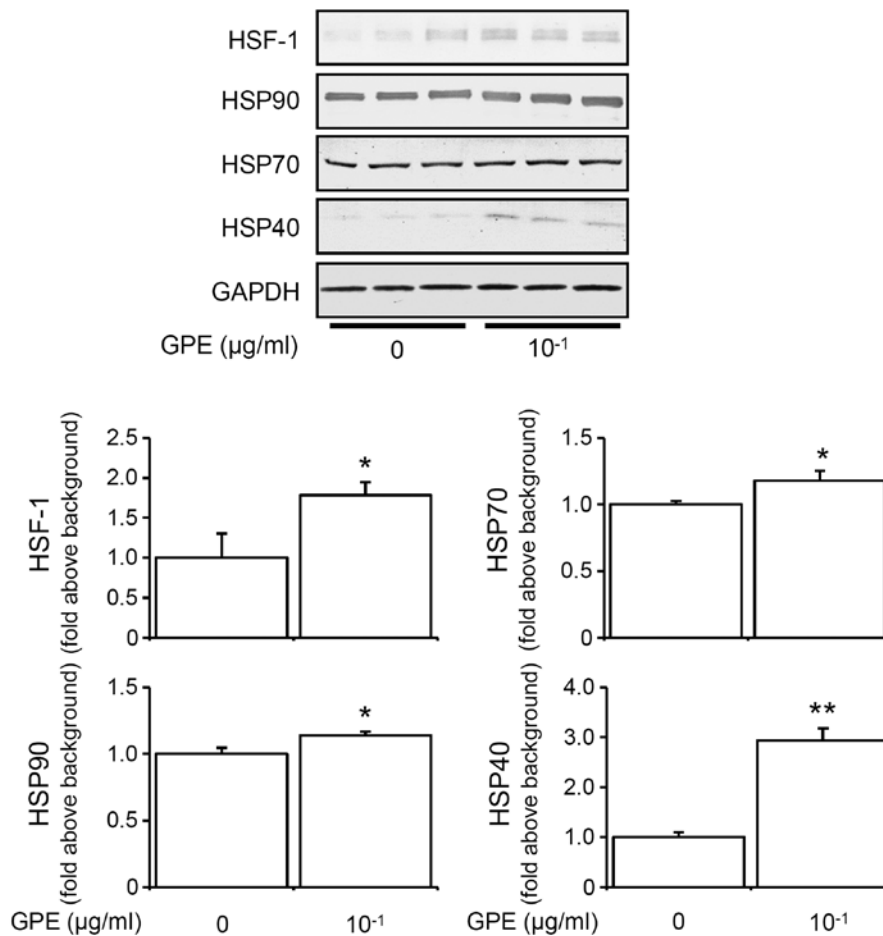 HSF-1
HSP90
HSP70
HSP40
GAPDH
GPE (µg/ml) 0 10⁻¹
HSF-1
(fold above background)
2.5
2.0
1.5
1.0
0.5
0
*
HSP70
(fold above background)
1.5
1.0
0.5
0
*
HSP90
(fold above background)
1.5
1.0
0.5
0
*
GPE (µg/ml) 0 10⁻¹
HSP40
(fold above background)
4.0
3.0
2.0
1.0
0
**
GPE (µg/ml) 0 10⁻¹